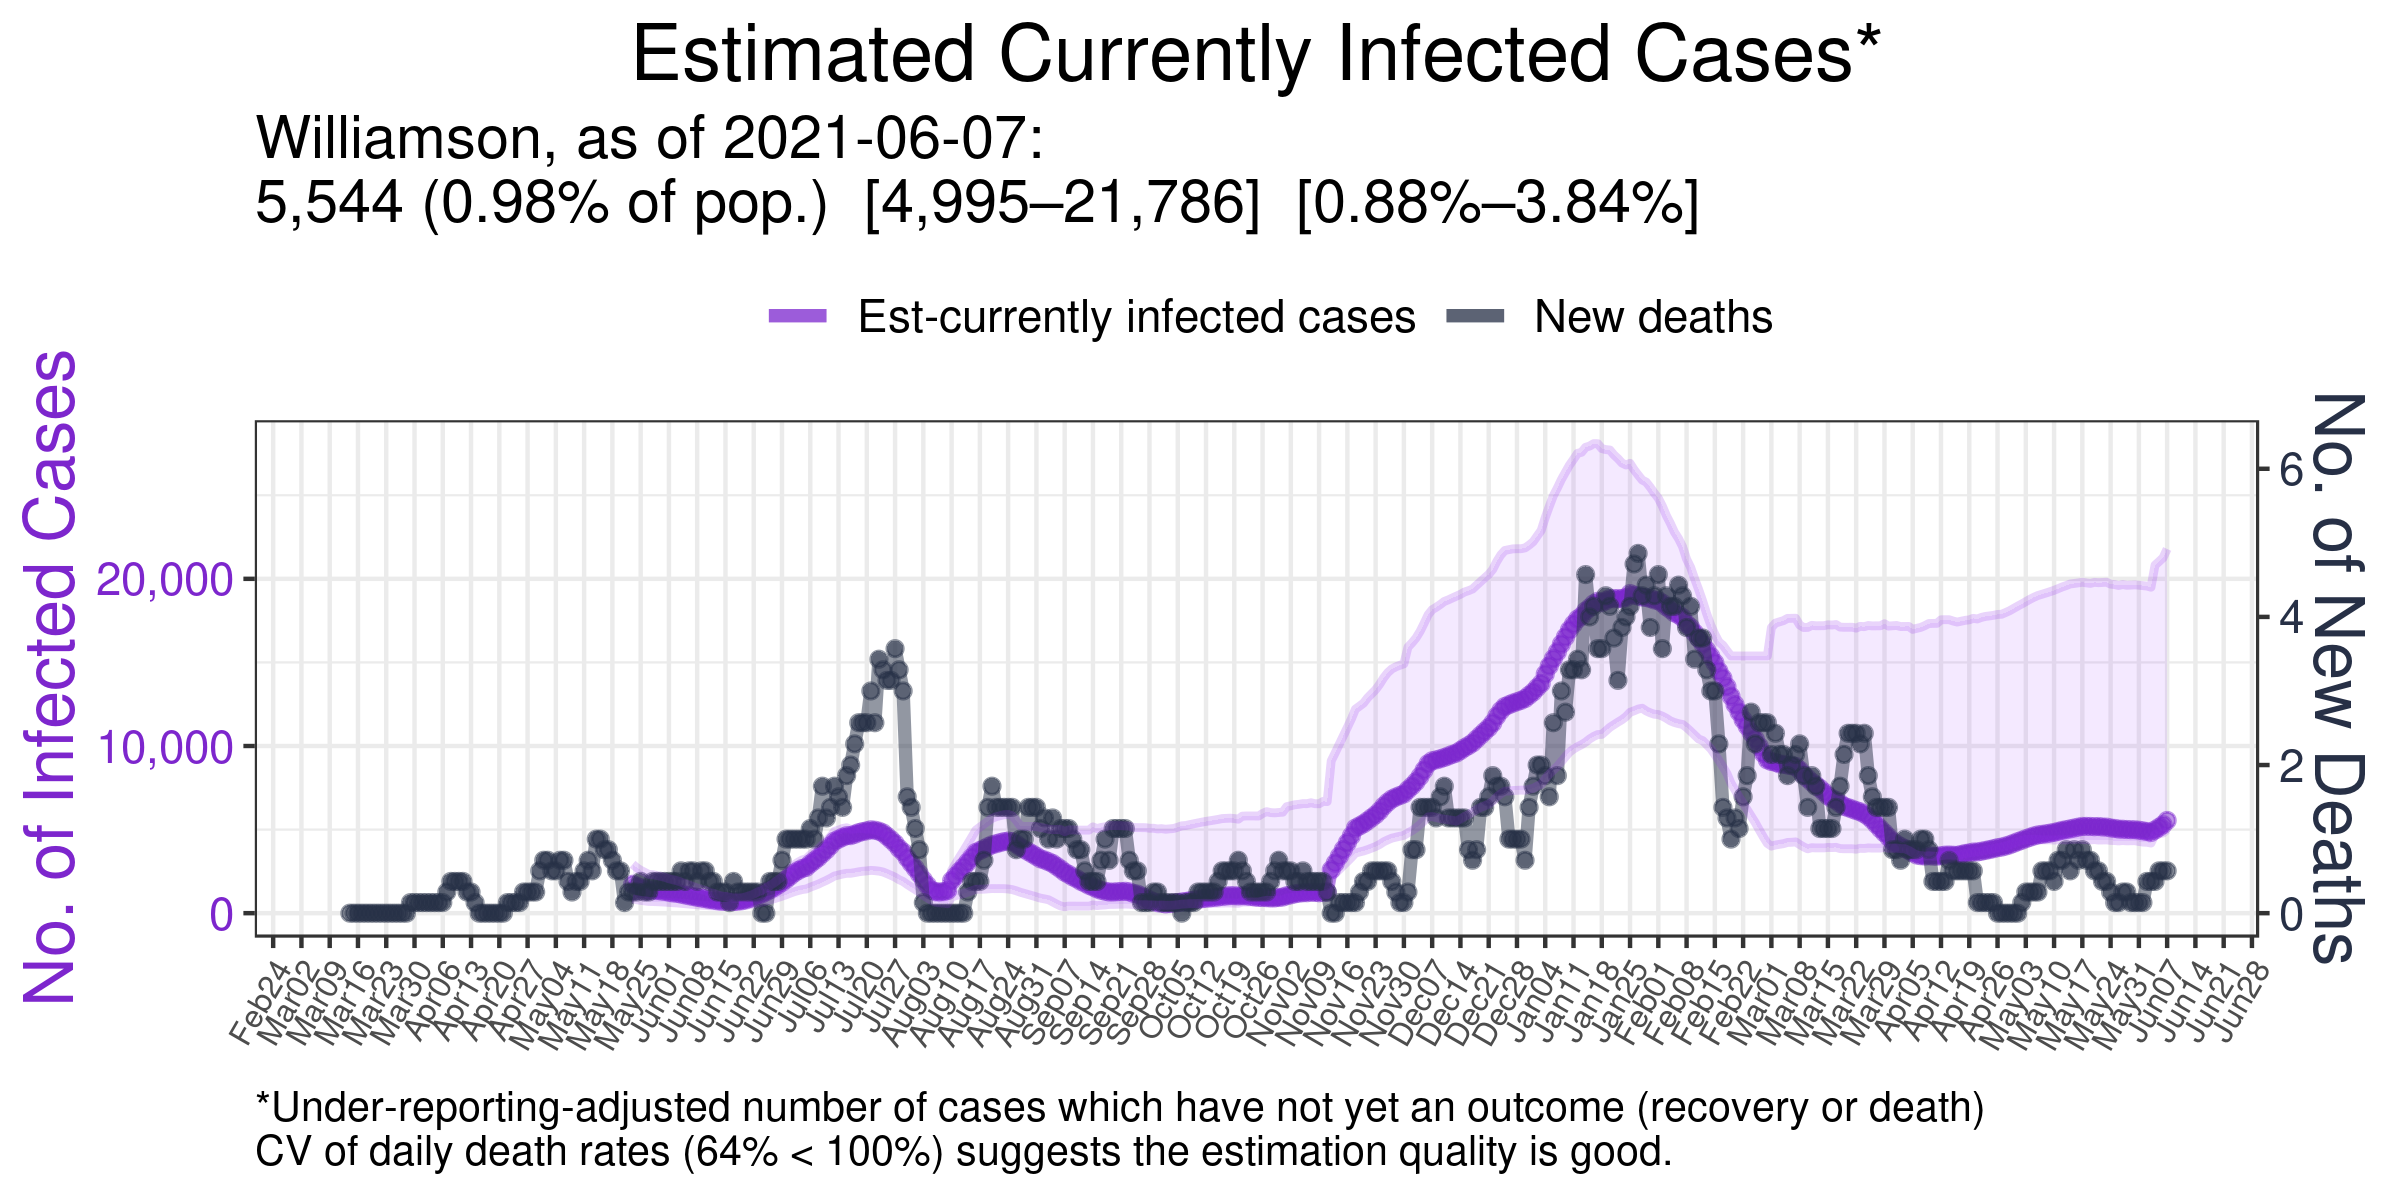 Estimated Currently Infected Cases*
Williamson, as of 2021-06-07:
5,544 (0.98% of pop.) [4,995–21,786] [0.88%–3.84%]
Est-currently infected cases
New deaths
No. of Infected Cases
20,000
10,000
0
6
4
2
0
No. of New Deaths
Feb24
Mar02
Mar09
Mar16
Mar23
Mar30
Apr06
Apr13
Apr20
Apr27
May04
May11
May18
May25
Jun01
Jun08
Jun15
Jun22
Jun29
Jul06
Jul13
Jul20
Jul27
Aug03
Aug10
Aug17
Aug24
Aug31
Sep07
Sep14
Sep21
Sep28
Oct05
Oct12
Oct19
Oct26
Nov02
Nov09
Nov16
Nov23
Nov30
Dec07
Dec14
Dec21
Dec28
Jan04
Jan11
Jan18
Jan25
Feb01
Feb08
Feb15
Feb22
Mar01
Mar08
Mar15
Mar22
Mar29
Apr05
Apr12
Apr19
Apr26
May03
May10
May17
May24
May31
Jun07
Jun14
Jun21
Jun28
*Under-reporting-adjusted number of cases which have not yet an outcome (recovery or death)
CV of daily death rates (64% < 100%) suggests the estimation quality is good.